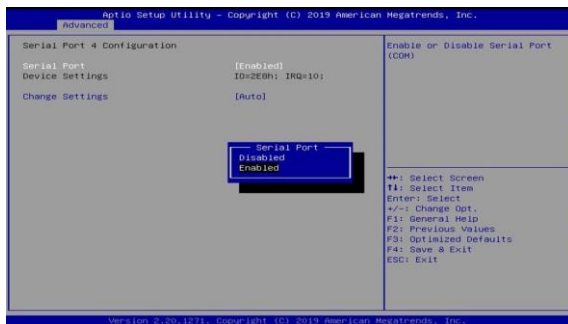 Aptio Setup Utility – Copyright (C) 2019 American Megatrends, Inc.
Advanced
Serial Port 4 Configuration
Serial Port [Enabled]
Device Settings IO=2E8h; IRQ=10;
Change Settings [Auto]
Serial Port
Disabled
Enabled
Enable or Disable Serial Port
(COM)
→←: Select Screen
↑↓: Select Item
Enter: Select
+/-: Change Opt.
F1: General Help
F2: Previous Values
F3: Optimized Defaults
F4: Save & Exit
ESC: Exit
Version 2.20.1271. Copyright (C) 2019 American Megatrends, Inc.